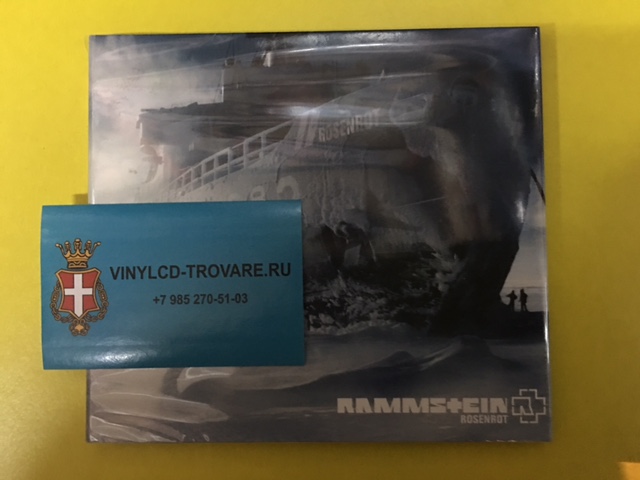 ROSENROT
VINYLCD-TROVARE.RU
+7 985 270-51-03
RAMMSTEIN
ROSENROT